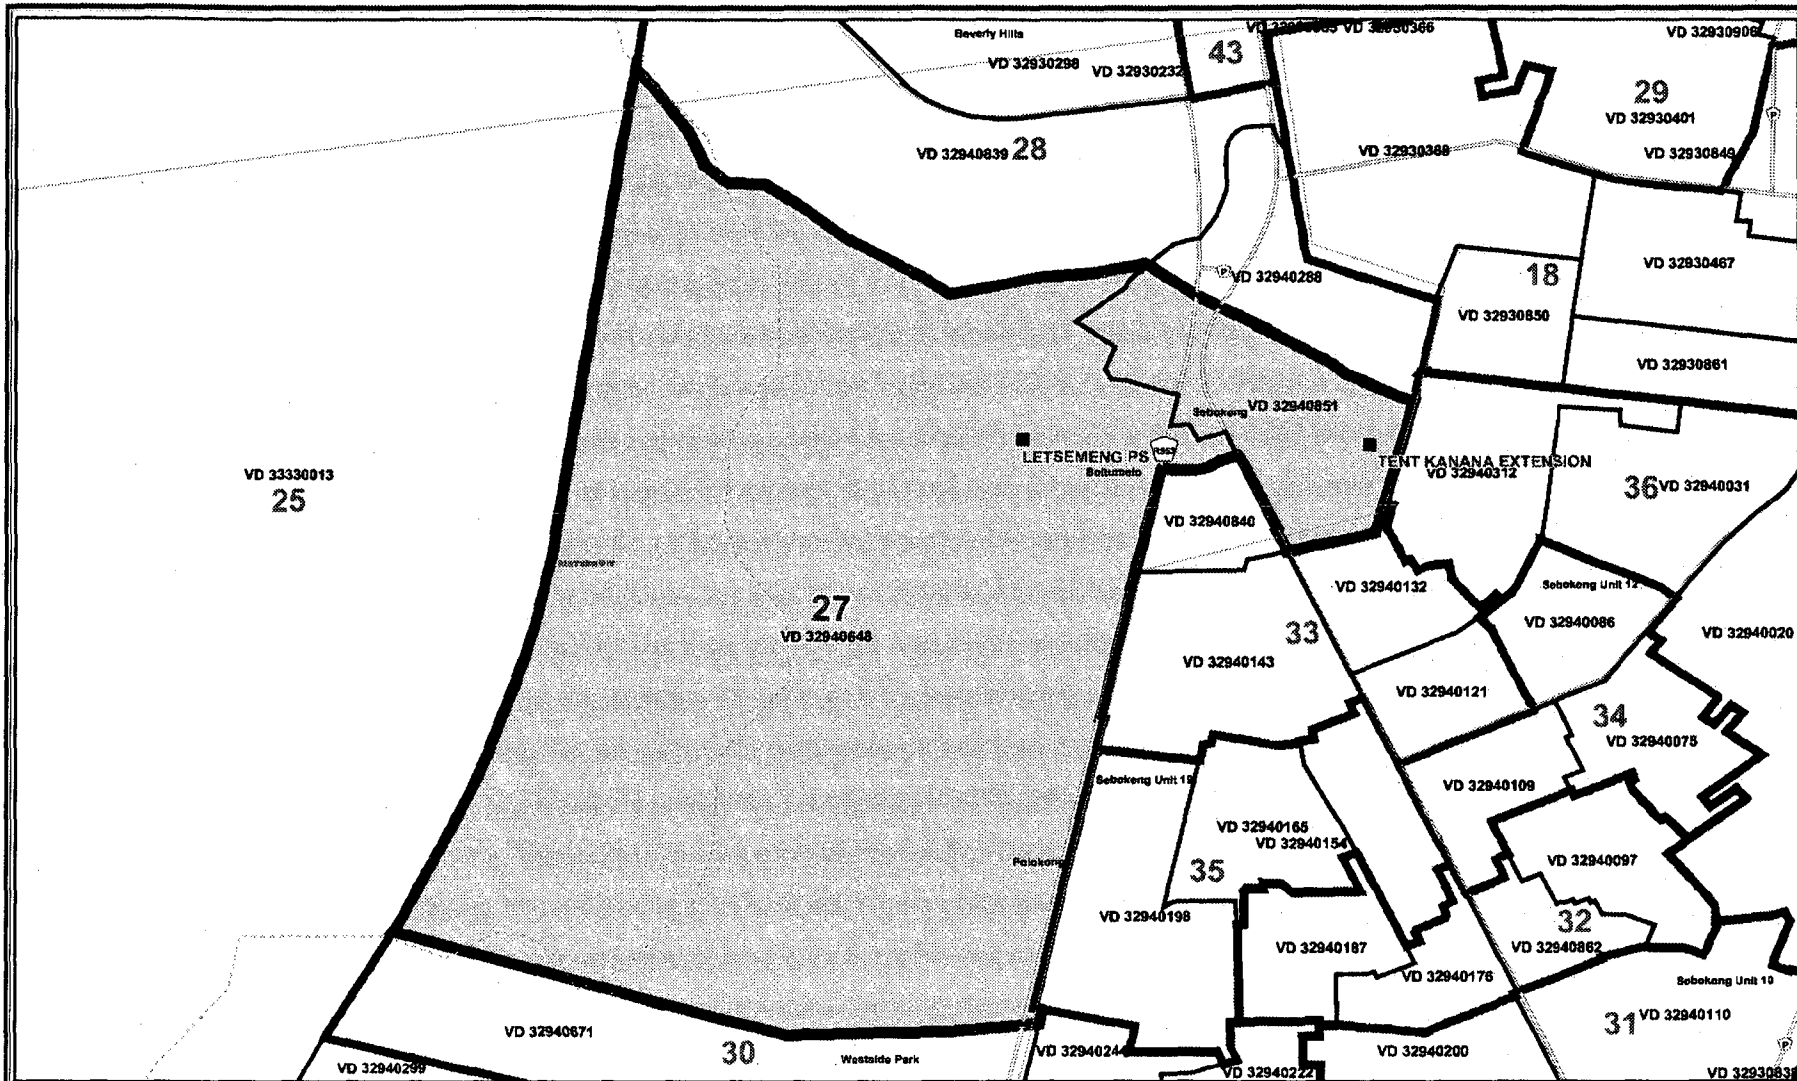 Beverly Hills
VD 32930366
VD 32930906
43
VD 32930298
VD 32930232
29
VD 32930401
VD 32940839
28
VD 32930388
VD 32930849
VD 32930467
VD 32940288
18
VD 32930850
VD 32930861
VD 32940851
Sebokeng
LETSEMENG PS
R553
Boitumelo
TENT KANANA EXTENSION
VD 32940312
VD 33330013
25
36
VD 32940031
VD 32940840
VD 32940132
Sebokeng Unit 12
VD 32940086
27
VD 32940648
33
VD 32940020
VD 32940143
VD 32940121
34
VD 32940075
Sebokeng Unit 19
VD 32940109
VD 32940165
VD 32940154
Polokong
35
VD 32940097
VD 32940198
32
VD 32940187
VD 32940862
VD 32940176
Sebokeng Unit 10
31
VD 32940110
VD 32940671
30
Westside Park
VD 32940244
VD 32940200
VD 32940299
VD 32940222